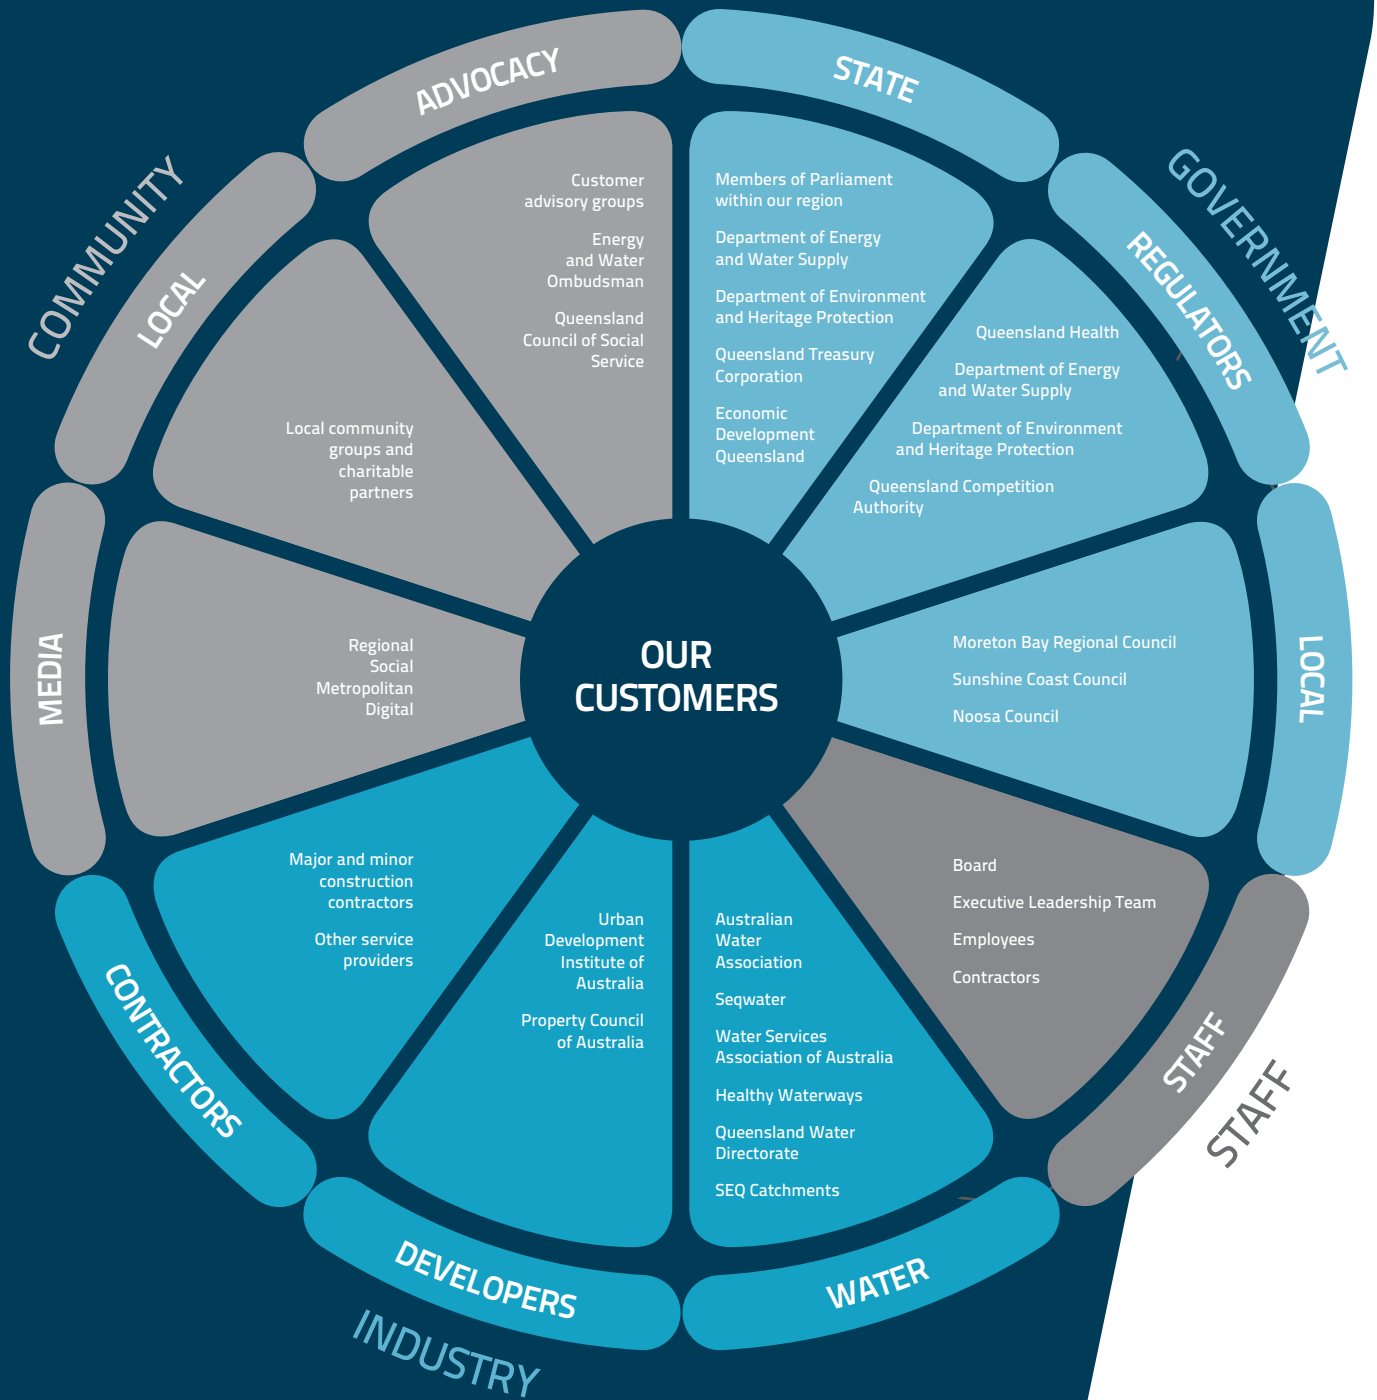 OUR
CUSTOMERS
GOVERNMENT
STATE
Members of Parliament
within our region
Department of Energy
and Water Supply
Department of Environment
and Heritage Protection
Queensland Treasury
Corporation
Economic
Development
Queensland
REGULATORS
Queensland Health
Department of Energy
and Water Supply
Department of Environment
and Heritage Protection
Queensland Competition
Authority
LOCAL
Moreton Bay Regional Council
Sunshine Coast Council
Noosa Council
STAFF
STAFF
Board
Executive Leadership Team
Employees
Contractors
INDUSTRY
WATER
Australian
Water
Association
Seqwater
Water Services
Association of Australia
Healthy Waterways
Queensland Water
Directorate
SEQ Catchments
DEVELOPERS
Urban
Development
Institute of
Australia
Property Council
of Australia
CONTRACTORS
Major and minor
construction
contractors
Other service
providers
COMMUNITY
MEDIA
Regional
Social
Metropolitan
Digital
LOCAL
Local community
groups and
charitable
partners
ADVOCACY
Customer
advisory groups
Energy
and Water
Ombudsman
Queensland
Council of Social
Service